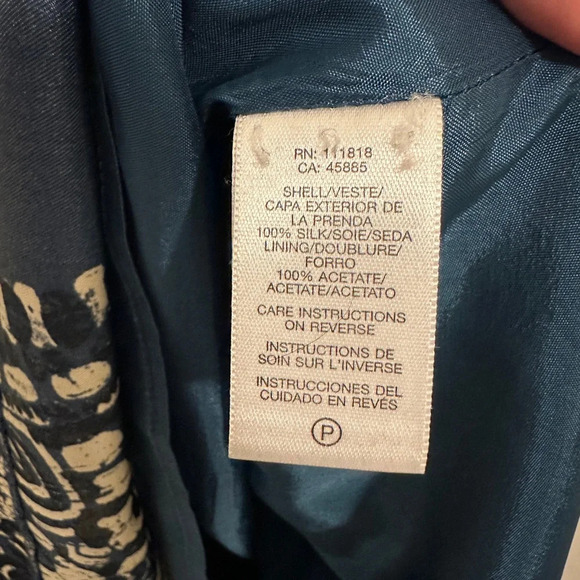 RN: 111818
CA: 45885
SHELL/VESTE/
CAPA EXTERIOR DE
LA PRENDA
100% SILK/SOIE/SEDA
LINING/DOUBLURE/
FORRO
100% ACETATE/
ACETATE/ACETATO
CARE INSTRUCTIONS
ON REVERSE
INSTRUCTIONS DE
SOIN SUR L'INVERSE
INSTRUCCIONES DEL
CUIDADO EN REVÉS
P